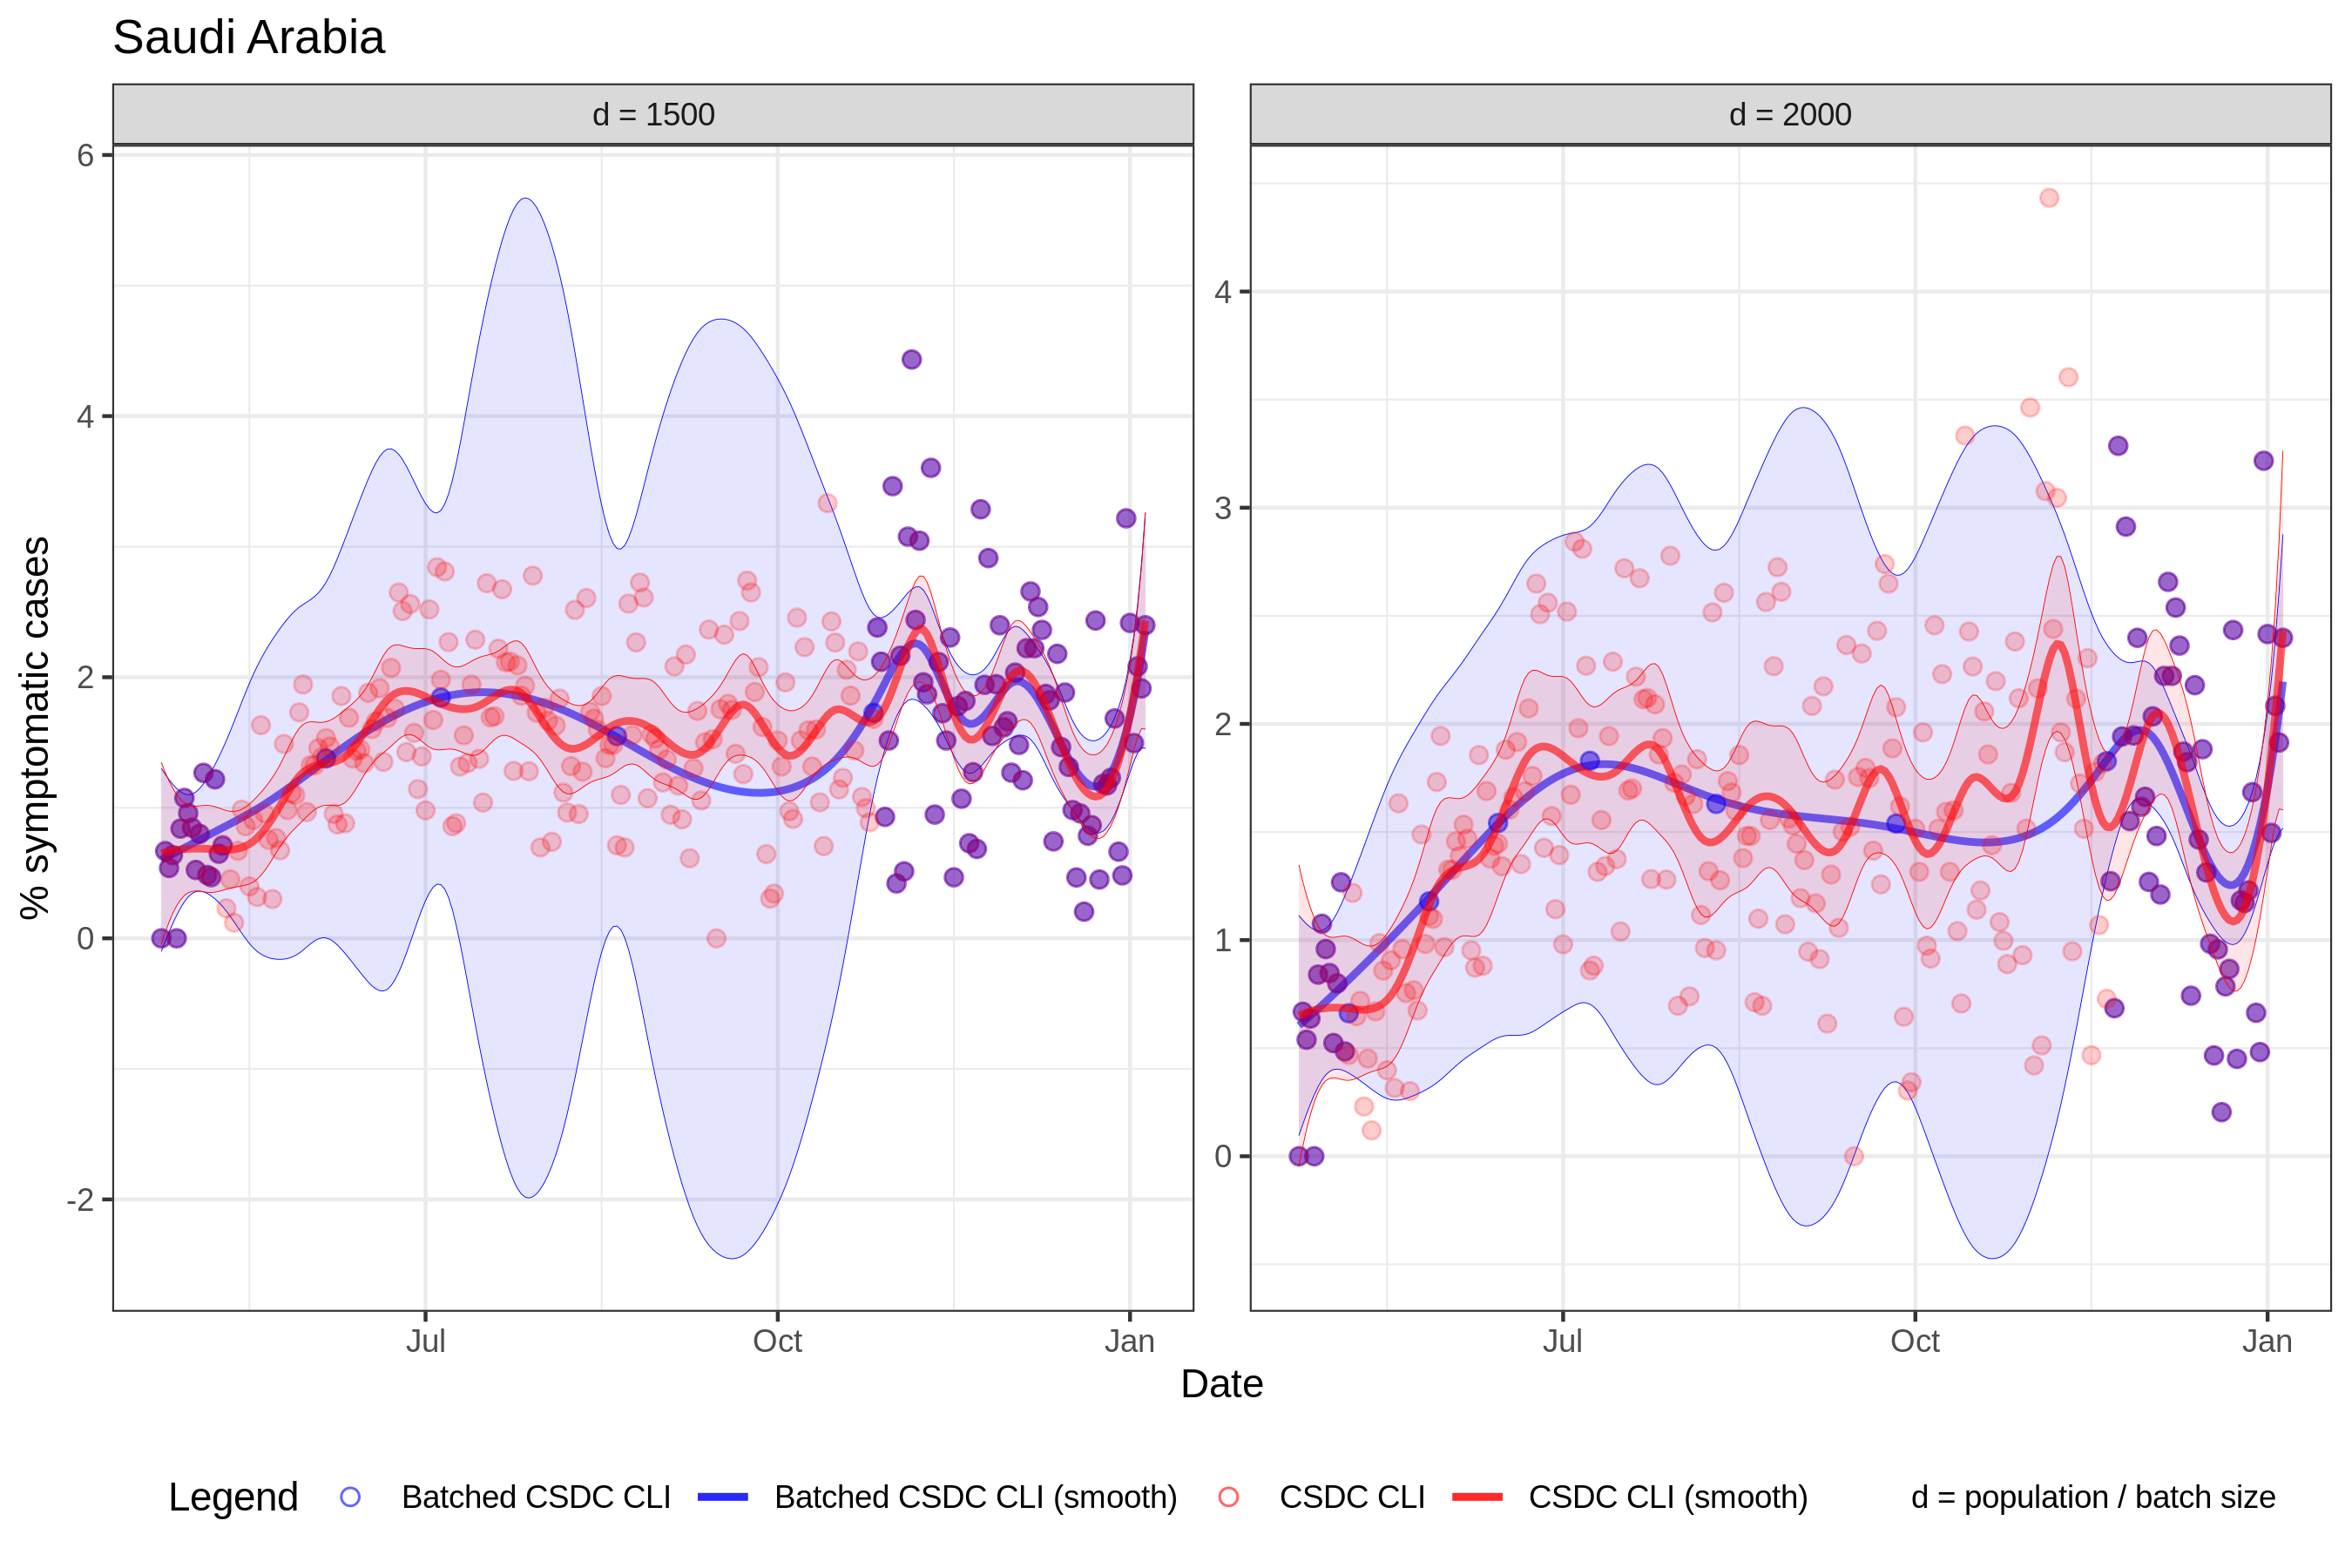 Saudi Arabia
d = 1500
d = 2000
% symptomatic cases
6
4
2
0
-2
4
3
2
1
0
Jul
Oct
Jan
Jul
Oct
Jan
Date
Legend
Batched CSDC CLI
Batched CSDC CLI (smooth)
CSDC CLI
CSDC CLI (smooth)
d = population / batch size